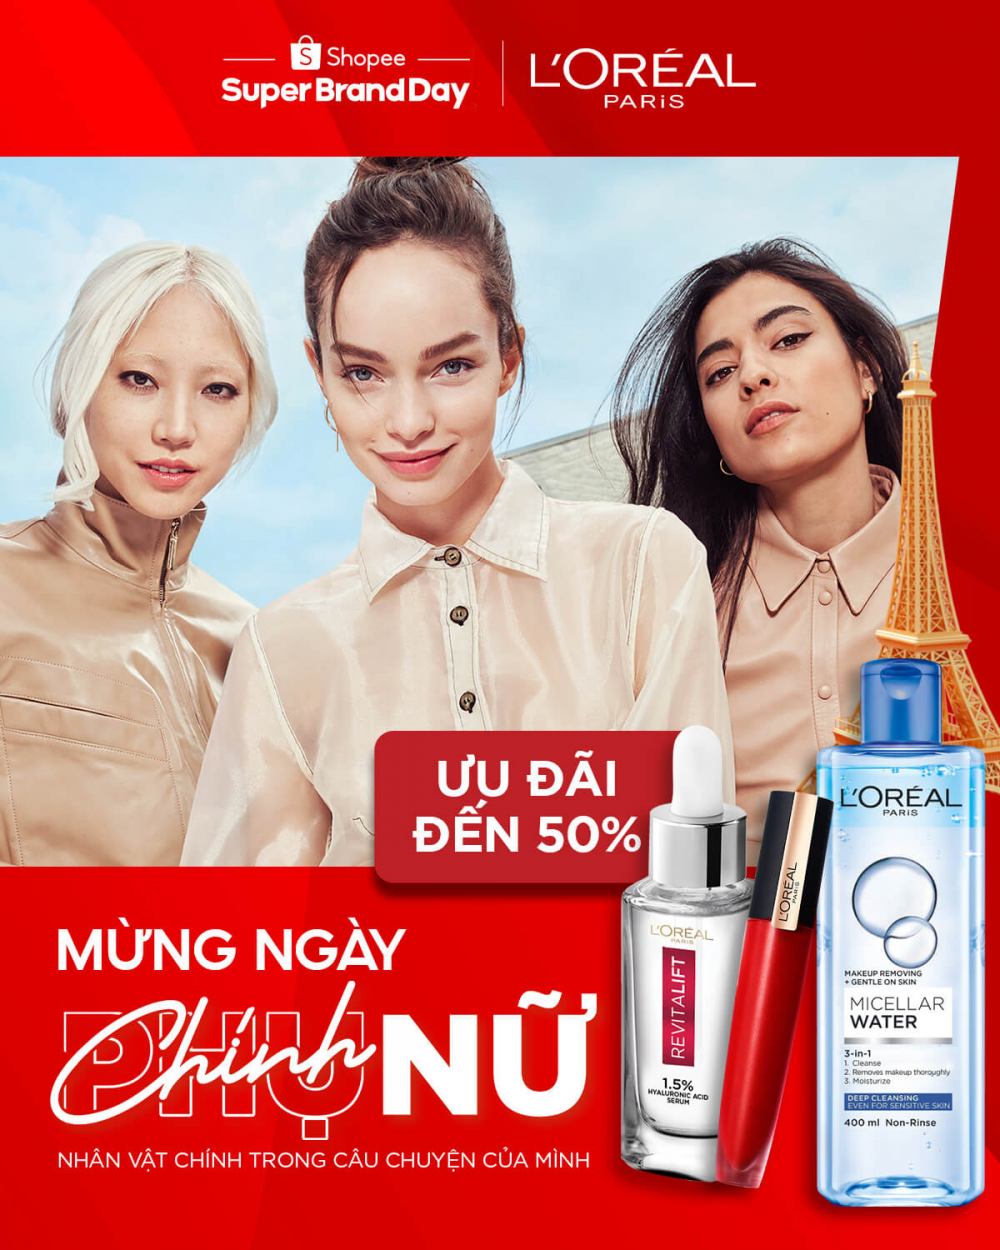 Shopee
Super Brand Day
L'ORÉAL
PARIS
ƯU ĐÃI
ĐẾN 50%
MỪNG NGÀY
PHỤ Chính NỮ
NHÂN VẬT CHÍNH TRONG CÂU CHUYỆN CỦA MÌNH
L'ORÉAL
PARIS
REVITALIFT
1.5%
HYALURONIC ACID
SERUM
L'ORÉAL
PARIS
L'ORÉAL
PARIS
MAKEUP REMOVING
+ GENTLE ON SKIN
MICELLAR
WATER
3-in-1
1. Cleanse
2. Removes makeup thoroughly
3. Moisturize
DEEP CLEANSING
EVEN FOR SENSITIVE SKIN
400 ml Non-Rinse